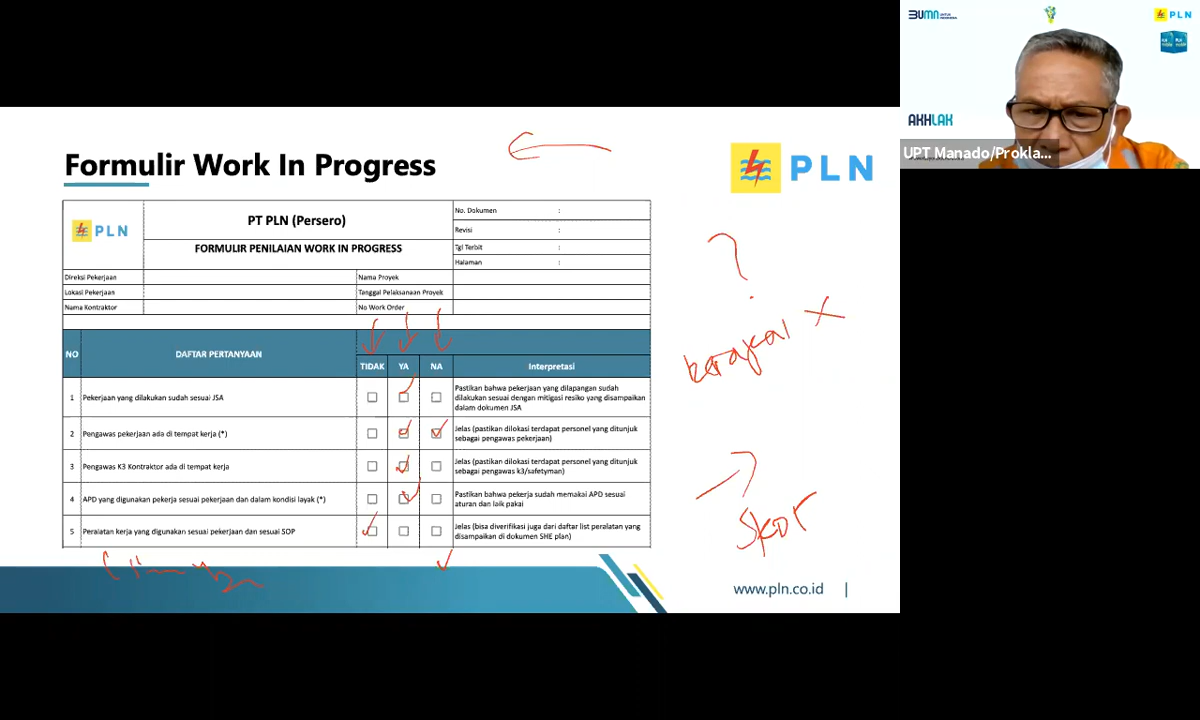 BUMN UNTUK INDONESIA
PLN
AKHLAK
UPT Manado/Prokla...
Formulir Work In Progress
PLN
PLN
PT PLN (Persero)
FORMULIR PENILAIAN WORK IN PROGRESS
No. Dokumen :
Revisi :
Tgl Terbit :
Halaman :
Direksi Pekerjaan
Nama Proyek
Lokasi Pekerjaan
Tanggal Pelaksanaan Proyek
Nama Kontraktor
No Work Order
NO
DAFTAR PERTANYAAN
TIDAK
YA
NA
Interpretasi
1 Pekerjaan yang dilakukan sudah sesuai JSA
Pastikan bahwa pekerjaan yang dilapangan sudah
dilakukan sesuai dengan mitigasi resiko yang disampaikan
dalam dokumen JSA
2 Pengawas pekerjaan ada di tempat kerja (*)
Jelas (pastikan dilokasi terdapat personel yang ditunjuk
sebagai pengawas pekerjaan)
3 Pengawas K3 Kontraktor ada di tempat kerja
Jelas (pastikan dilokasi terdapat personel yang ditunjuk
sebagai pengawas k3/safetyman)
4 APD yang digunakan pekerja sesuai pekerjaan dan dalam kondisi layak (*)
Pastikan bahwa pekerja sudah memakai APD sesuai
aturan dan laik pakai
5 Peralatan kerja yang digunakan sesuai pekerjaan dan sesuai SOP
Jelas (bisa diverifikasi juga dari daftar list peralatan yang
disampaikan di dokumen SHE plan)
?
Skor
www.pln.co.id |